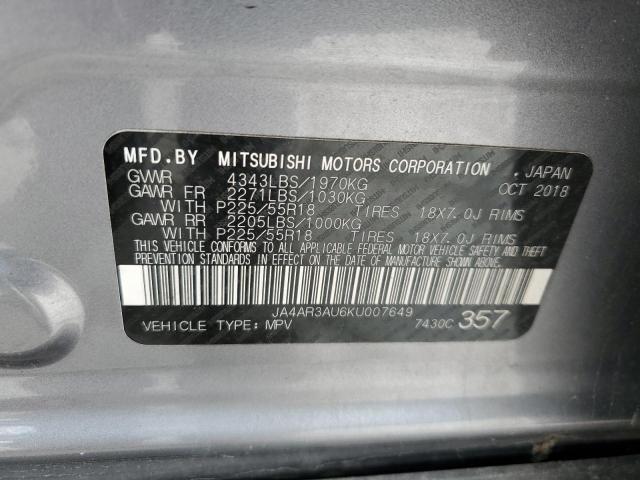 MFD.BY MITSUBISHI MOTORS CORPORATION . JAPAN
GVWR 4343LBS/1970KG OCT 2018
GAWR FR 2271LBS/1030KG
WITH P225/55R18 TIRES 18X7.0J RIMS
GAWR RR 2205LBS/1000KG
WITH P225/55R18 TIRES 18X7.0J RIMS
THIS VEHICLE CONFORMS TO ALL APPLICABLE FEDERAL MOTOR VEHICLE SAFETY AND THEFT
PREVENTION STANDARDS IN EFFECT ON THE DATE OF MANUFACTURE SHOWN ABOVE.
JA4AR3AU6KU007649
VEHICLE TYPE: MPV 7430C 357